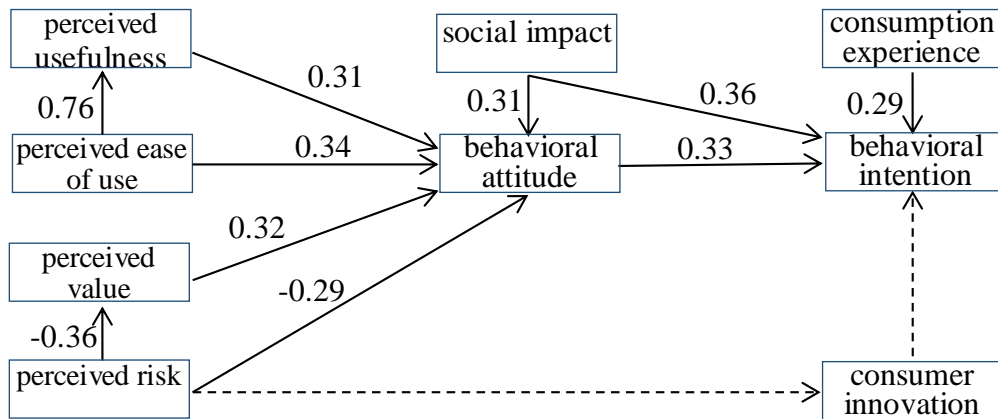 perceived
usefulness
social impact
consumption
experience
0.76
0.31
0.31
0.36
0.29
perceived ease
of use
0.34
behavioral
attitude
0.33
behavioral
intention
perceived
value
0.32
-0.29
-0.36
perceived risk
consumer
innovation